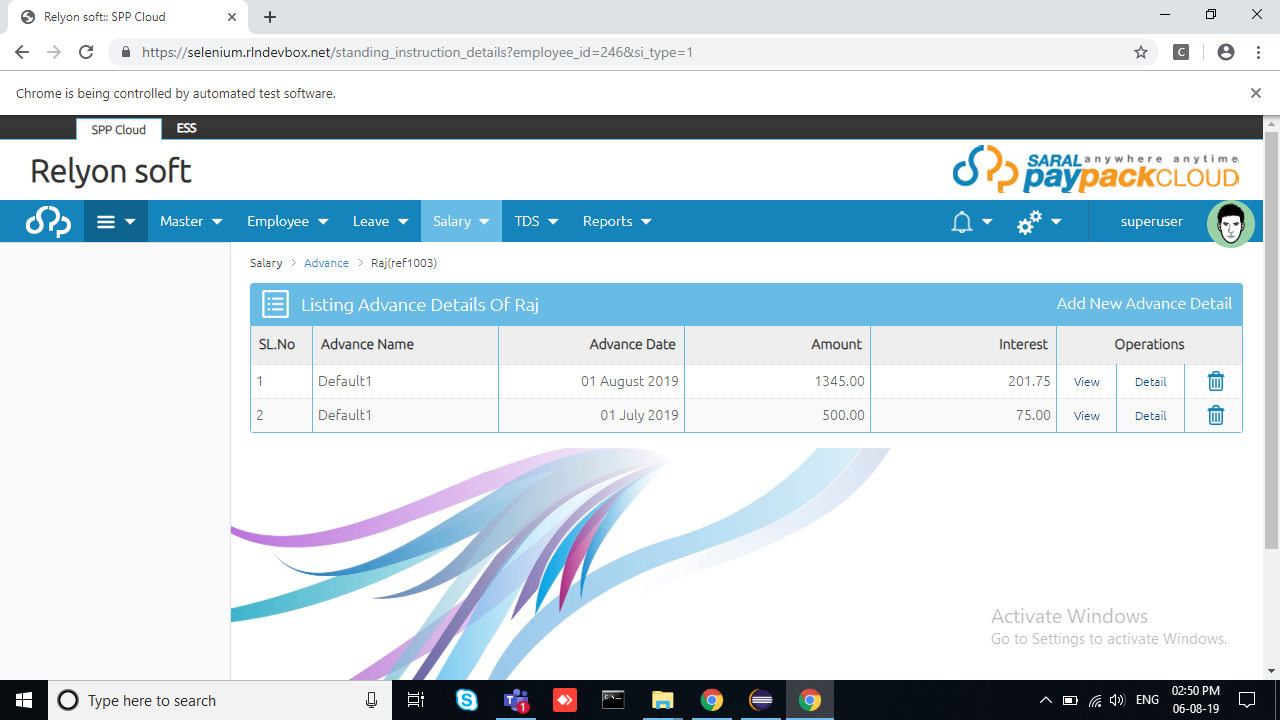 Relyon soft:: SPP Cloud
https://selenium.rlndevbox.net/standing_instruction_details?employee_id=246&si_type=1
C
Chrome is being controlled by automated test software.
SPP Cloud ESS
Relyon soft
SARAL anywhere anytime
paypackCLOUD
Master Employee Leave Salary TDS Reports superuser
Salary > Advance > Raj(ref1003)
Listing Advance Details Of Raj Add New Advance Detail
SL.No Advance Name Advance Date Amount Interest Operations
1 Default1 01 August 2019 1345.00 201.75 View Detail
2 Default1 01 July 2019 500.00 75.00 View Detail
Activate Windows
Go to Settings to activate Windows.
Type here to search
1
ENG
02:50 PM
06-08-19